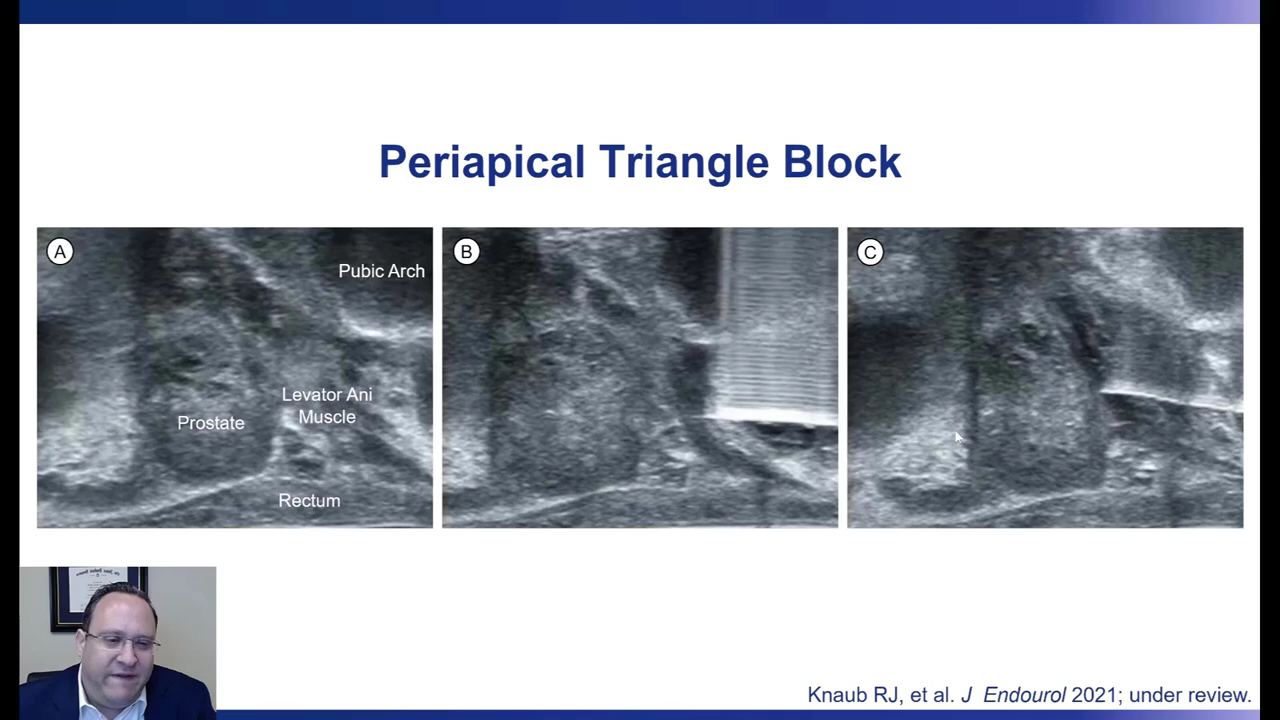 Periapical Triangle Block
A
Pubic Arch
Levator Ani
Muscle
Prostate
Rectum
B
C
Knaub RJ, et al. J Endourol 2021; under review.